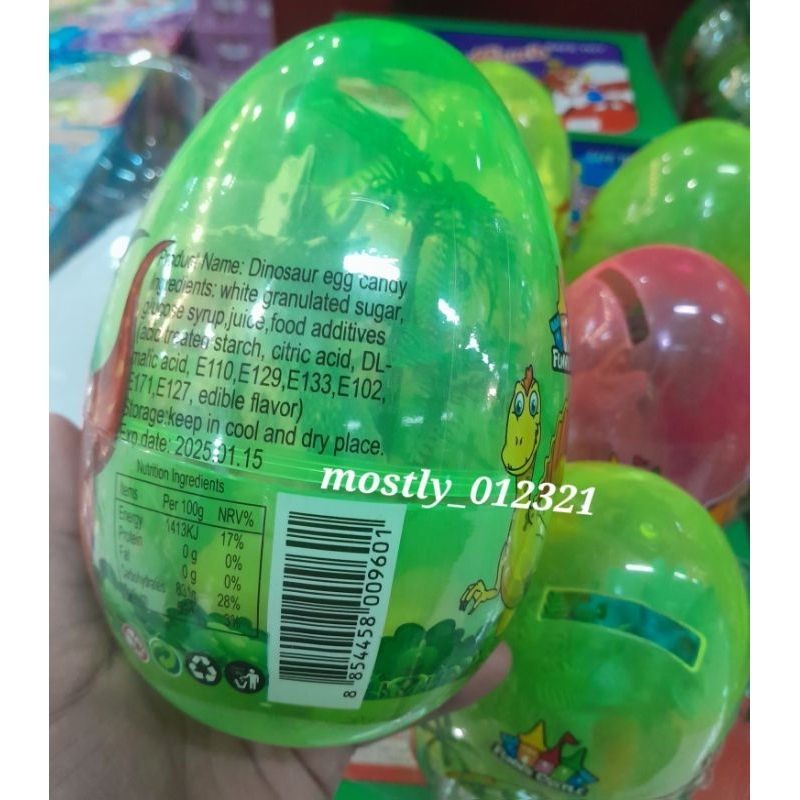 Product Name: Dinosaur egg candy
Ingredients: white granulated sugar,
glucose syrup,juice,food additives
(acid treated starch, citric acid, DL-
malic acid, E110,E129,E133,E102,
E171,E127, edible flavor)
Storage:keep in cool and dry place.
Exp date: 2025.01.15
mostly_012321
Nutrition Ingredients
Items Per 100g NRV%
Energy 1413KJ 17%
Protein 0g 0%
Fat 0g 0%
Carbohydrates 28%
3%
8 854458 009601